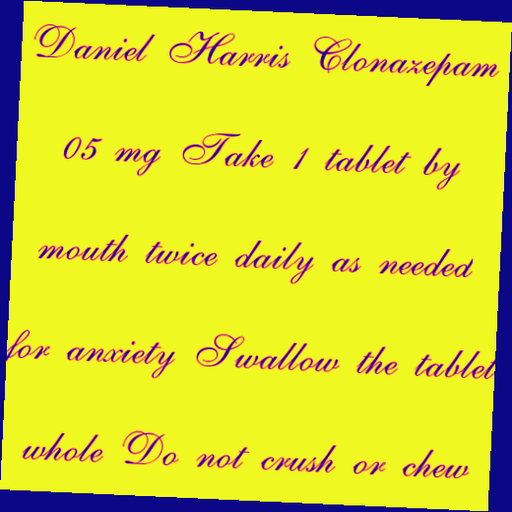 Daniel Harris Clonazepam
05 mg Take 1 tablet by
mouth twice daily as needed
for anxiety Swallow the tablet
whole Do not crush or chew